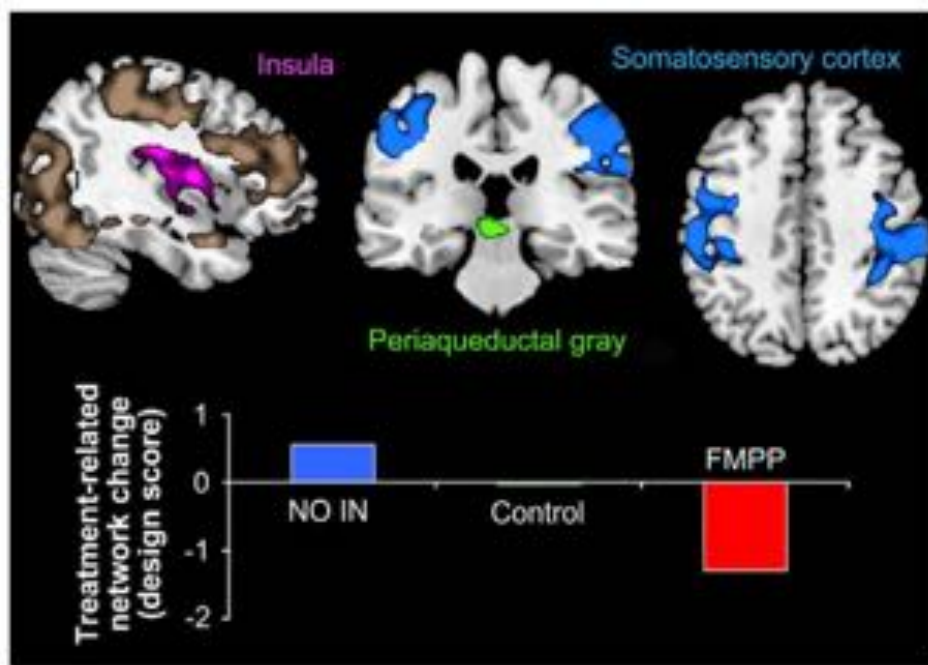 Insula
Somatosensory cortex
Periaqueductal gray
Treatment-related
network change
(design score)
1
0
-1
-2
NO IN
Control
FMPP